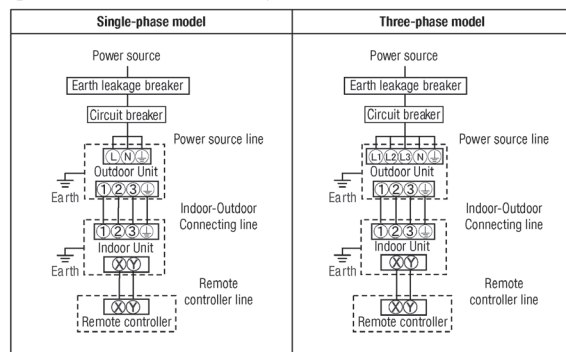 Single-phase model
Power source
Earth leakage breaker
Circuit breaker
Power source line
L N ⏚
Outdoor Unit
1 2 3 ⏚
Earth
Indoor-Outdoor
Connecting line
1 2 3 ⏚
Indoor Unit
X Y
Earth
Remote
controller line
X Y
Remote controller
Three-phase model
Power source
Earth leakage breaker
Circuit breaker
Power source line
L1 L2 L3 N ⏚
Outdoor Unit
1 2 3 ⏚
Earth
Indoor-Outdoor
Connecting line
1 2 3 ⏚
Indoor Unit
X Y
Earth
Remote
controller line
X Y
Remote controller